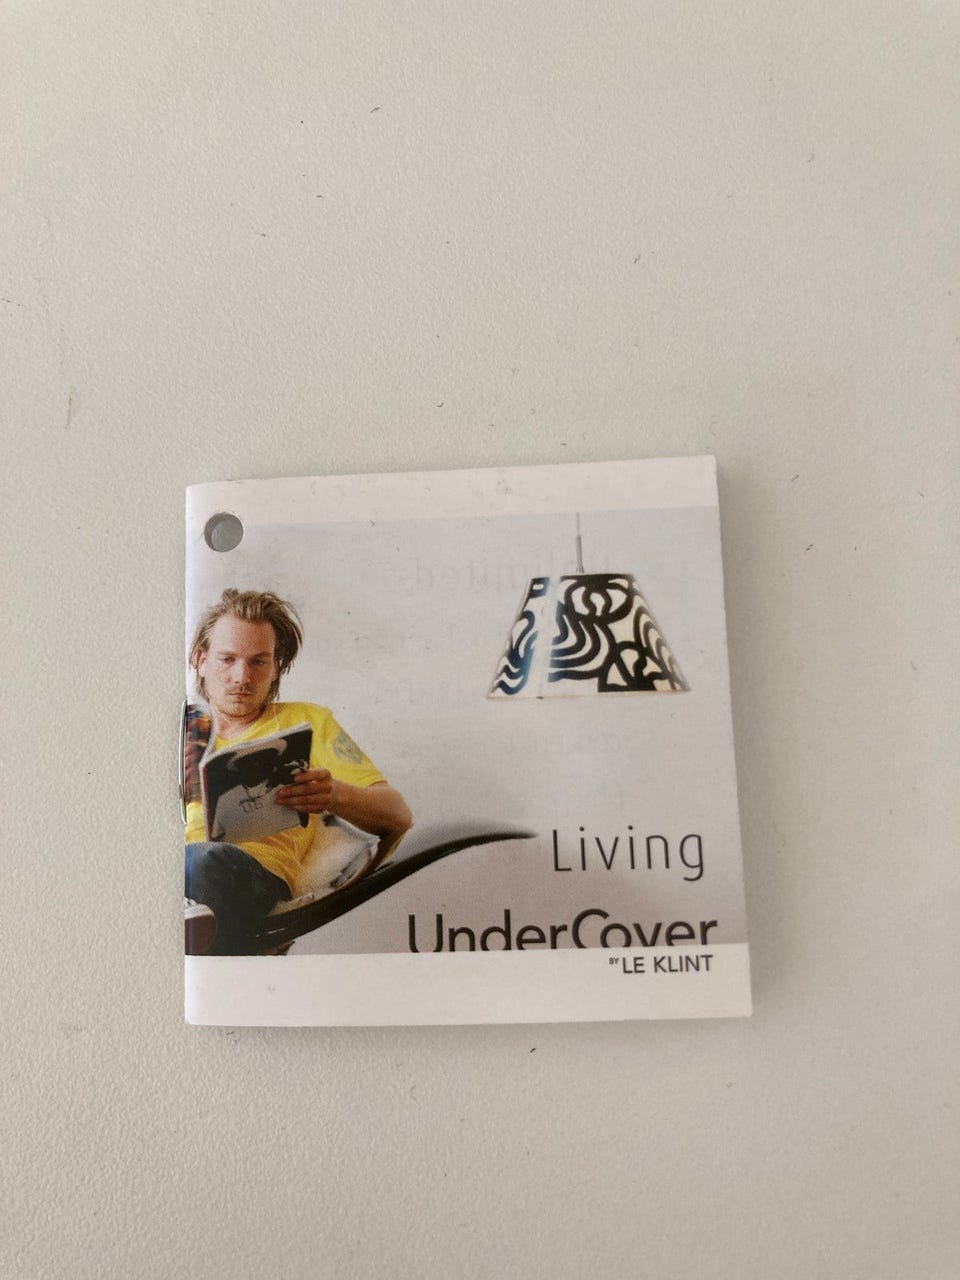 Living
UnderCover
BY LE KLINT